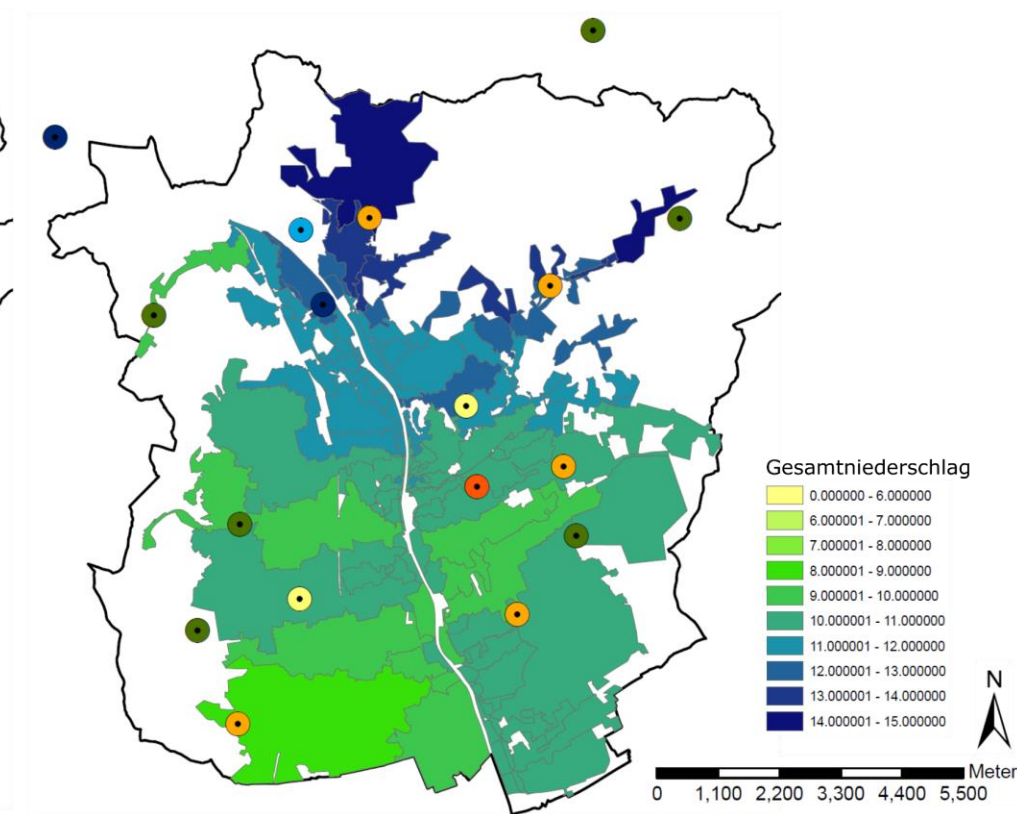 Gesamtniederschlag
0.000000 - 6.000000
6.000001 - 7.000000
7.000001 - 8.000000
8.000001 - 9.000000
9.000001 - 10.000000
10.000001 - 11.000000
11.000001 - 12.000000
12.000001 - 13.000000
13.000001 - 14.000000
14.000001 - 15.000000
N
Meter
0 1,100 2,200 3,300 4,400 5,500